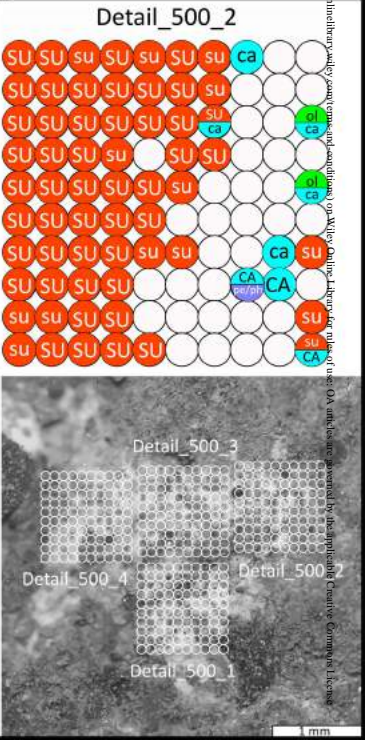 Detail_500_2
SU SU su SU su SU su ca
SU SU SU SU SU SU su
SU SU SU SU SU SU SU ol
ca ca
SU SU SU su SU SU
SU SU SU SU SU su ol
ca
SU SU SU SU SU
SU SU SU SU su su ca su
SU SU SU SU CA CA
pe/ph
su su SU SU su
su SU SU SU SU su
CA
Detail_500_3
Detail_500_4
Detail_500_2
Detail_500_1
1 mm
linelibrary.wiley.com/terms-and-conditions) on Wiley Online Library for rules of use; OA articles are governed by the applicable Creative Commons License